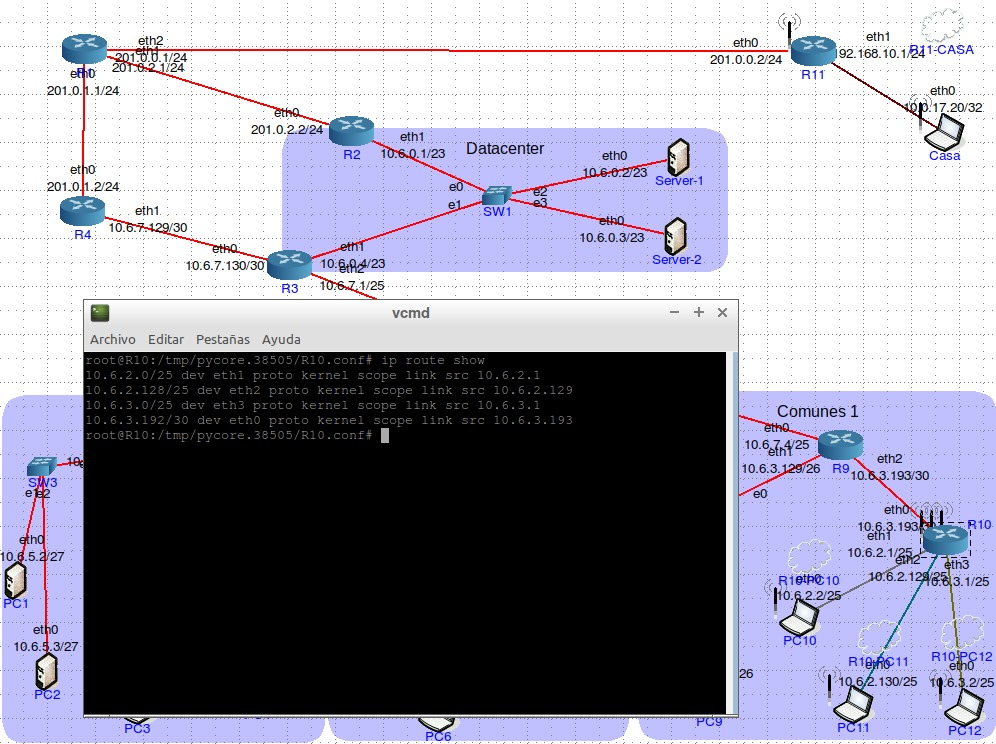 eth2
eth1
201.0.0.1/24
201.0.2.1/24
eth0
201.0.1.1/24
eth0
201.0.0.2/24
R11
eth1
92.168.10.1/24
R11-CASA
eth0
10.0.17.20/32
Casa
eth0
201.0.2.2/24
R2
eth1
10.6.0.1/23
Datacenter
eth0
10.6.0.2/23
Server-1
e0
e1
SW1
e2
e3
eth0
10.6.0.3/23
Server-2
eth0
201.0.1.2/24
R4
eth1
10.6.7.129/30
eth0
10.6.7.130/30
R3
eth1
10.6.0.4/23
eth2
10.6.7.1/25
vcmd
Archivo Editar Pestañas Ayuda
root@R10:/tmp/pycore.38505/R10.conf# ip route show
10.6.2.0/25 dev eth1 proto kernel scope link src 10.6.2.1
10.6.2.128/25 dev eth2 proto kernel scope link src 10.6.2.129
10.6.3.0/25 dev eth3 proto kernel scope link src 10.6.3.1
10.6.3.192/30 dev eth0 proto kernel scope link src 10.6.3.193
root@R10:/tmp/pycore.38505/R10.conf#
SW3
e2
eth0
10.6.5.2/27
PC1
eth0
10.6.5.3/27
PC2
PC3
PC6
PC9
26
Comunes 1
eth0
10.6.7.4/25
eth1
10.6.3.129/26
e0
R9
eth2
10.6.3.193/30
eth0
10.6.3.193
R10
eth1
10.6.2.1/25
eth2
10.6.2.129/25
eth3
10.6.3.1/25
R10-PC10
eth0
10.6.2.2/25
PC10
R10-PC11
eth0
10.6.2.130/25
PC11
R10-PC12
eth0
10.6.3.2/25
PC12